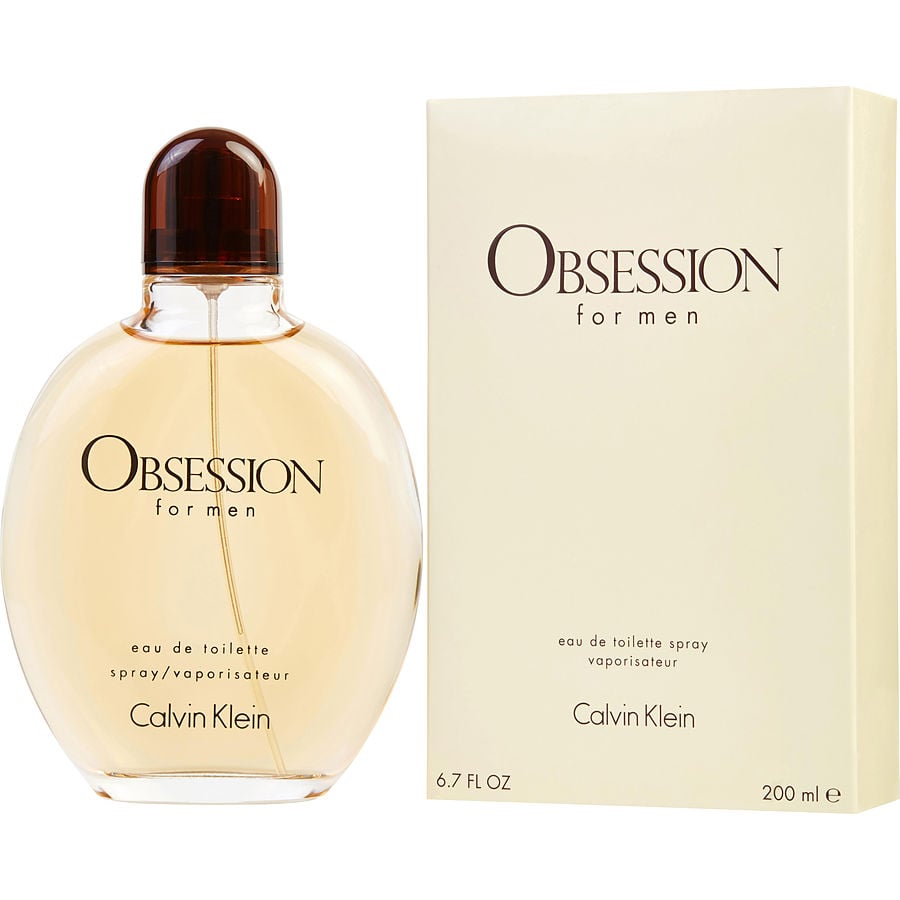 OBSESSION
for men
eau de toilette
spray/vaporisateur
Calvin Klein
OBSESSION
for men
eau de toilette spray
vaporisateur
Calvin Klein
6.7 FL OZ
200 ml ℮